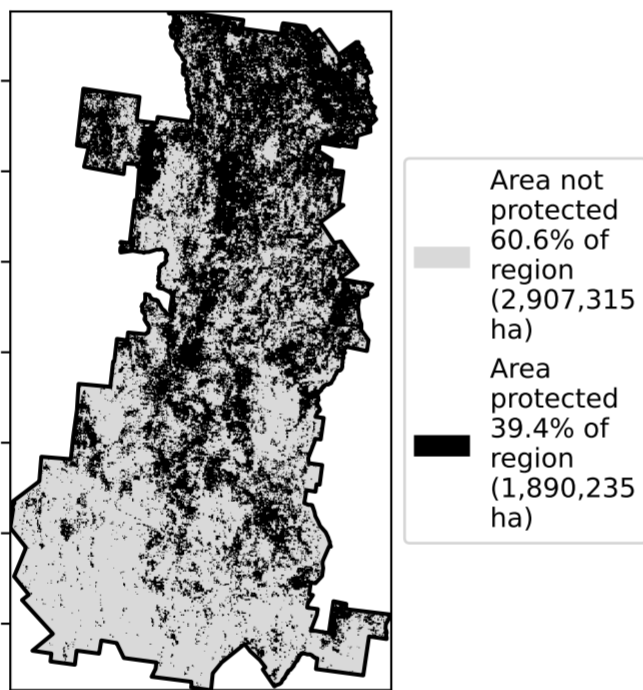 Area not
protected
60.6% of
region
(2,907,315
ha)
Area
protected
39.4% of
region
(1,890,235
ha)